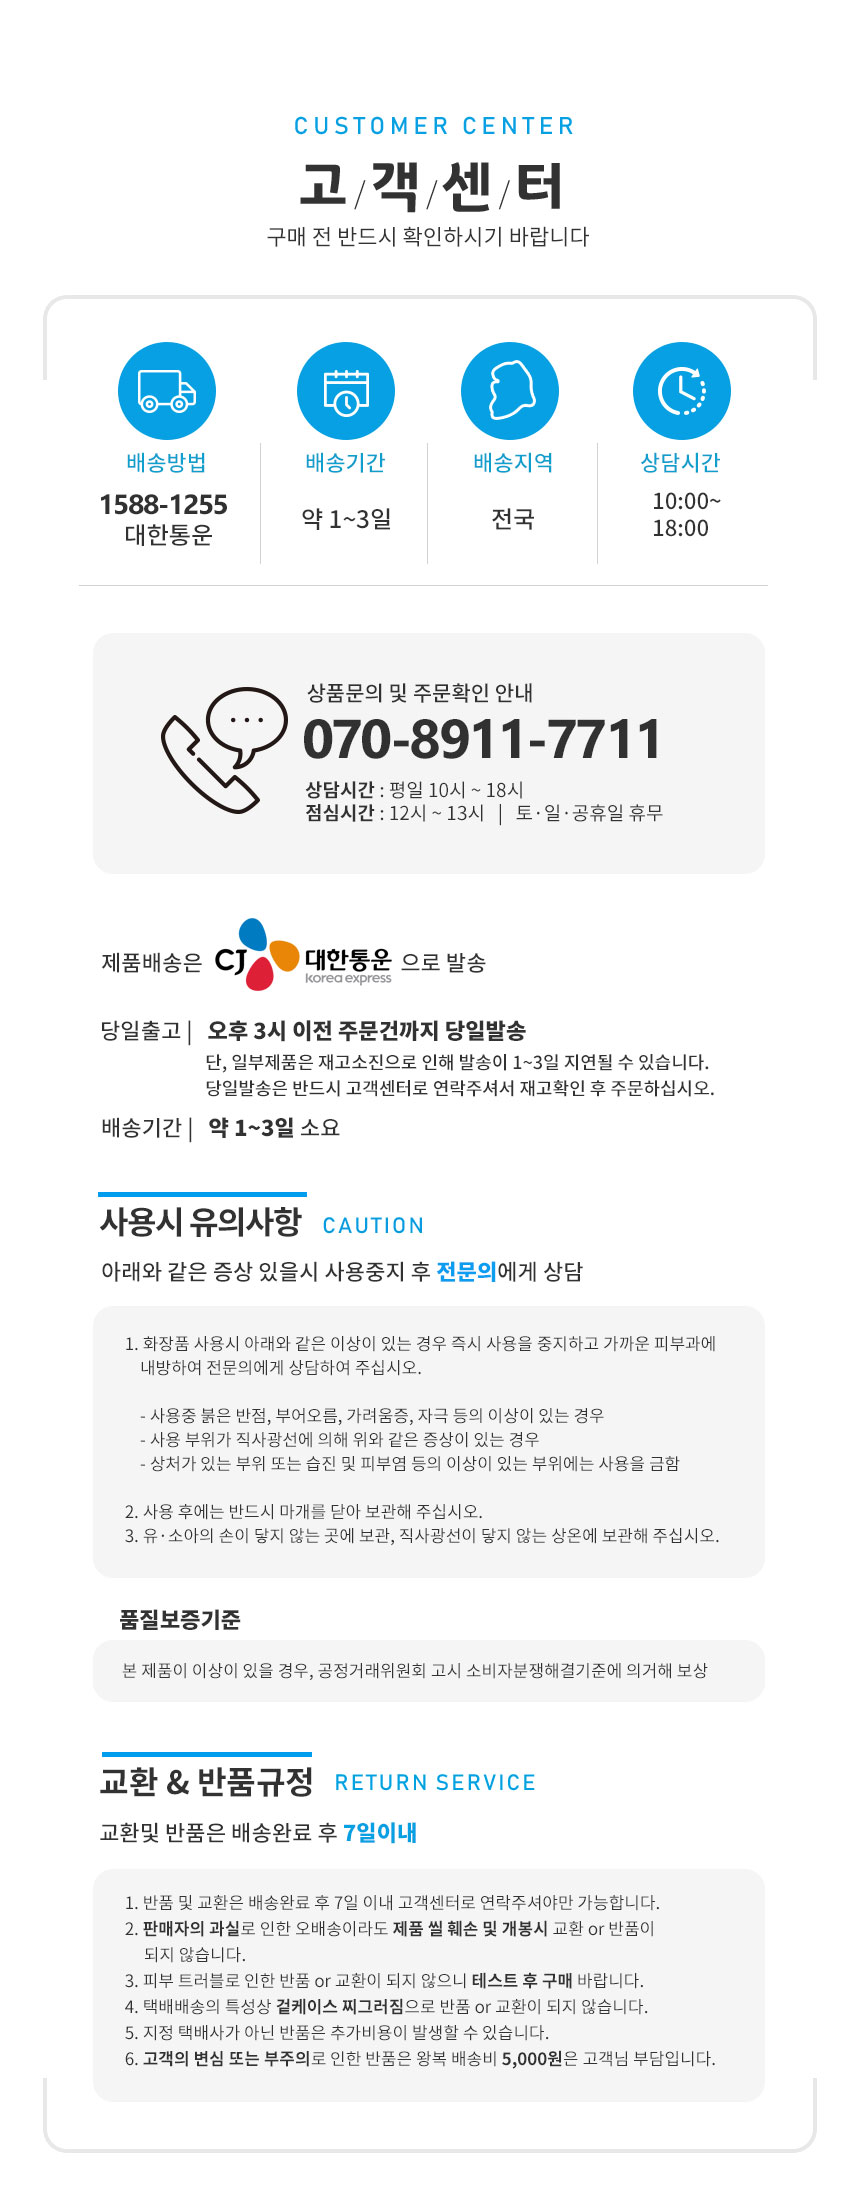 CUSTOMER CENTER
고/객/센/터
구매 전 반드시 확인하시기 바랍니다
배송방법
1588-1255
대한통운
배송기간
약 1~3일
배송지역
전국
상담시간
10:00~
18:00
상품문의 및 주문확인 안내
070-8911-7711
상담시간 : 평일 10시 ~ 18시
점심시간 : 12시 ~ 13시 | 토·일·공휴일 휴무
제품배송은 CJ 대한통운 으로 발송
korea express
당일출고 | 오후 3시 이전 주문건까지 당일발송
단, 일부제품은 재고소진으로 인해 발송이 1~3일 지연될 수 있습니다.
당일발송은 반드시 고객센터로 연락주셔서 재고확인 후 주문하십시오.
배송기간 | 약 1~3일 소요
사용시 유의사항 CAUTION
아래와 같은 증상 있을시 사용중지 후 전문의에게 상담
1. 화장품 사용시 아래와 같은 이상이 있는 경우 즉시 사용을 중지하고 가까운 피부과에
내방하여 전문의에게 상담하여 주십시오.
- 사용중 붉은 반점, 부어오름, 가려움증, 자극 등의 이상이 있는 경우
- 사용 부위가 직사광선에 의해 위와 같은 증상이 있는 경우
- 상처가 있는 부위 또는 습진 및 피부염 등의 이상이 있는 부위에는 사용을 금함
2. 사용 후에는 반드시 마개를 닫아 보관해 주십시오.
3. 유·소아의 손이 닿지 않는 곳에 보관, 직사광선이 닿지 않는 상온에 보관해 주십시오.
품질보증기준
본 제품이 이상이 있을 경우, 공정거래위원회 고시 소비자분쟁해결기준에 의거해 보상
교환 & 반품규정 RETURN SERVICE
교환및 반품은 배송완료 후 7일이내
1. 반품 및 교환은 배송완료 후 7일 이내 고객센터로 연락주셔야만 가능합니다.
2. 판매자의 과실로 인한 오배송이라도 제품 씰 훼손 및 개봉시 교환 or 반품이
되지 않습니다.
3. 피부 트러블로 인한 반품 or 교환이 되지 않으니 테스트 후 구매 바랍니다.
4. 택배배송의 특성상 겉케이스 찌그러짐으로 반품 or 교환이 되지 않습니다.
5. 지정 택배사가 아닌 반품은 추가비용이 발생할 수 있습니다.
6. 고객의 변심 또는 부주의로 인한 반품은 왕복 배송비 5,000원은 고객님 부담입니다.